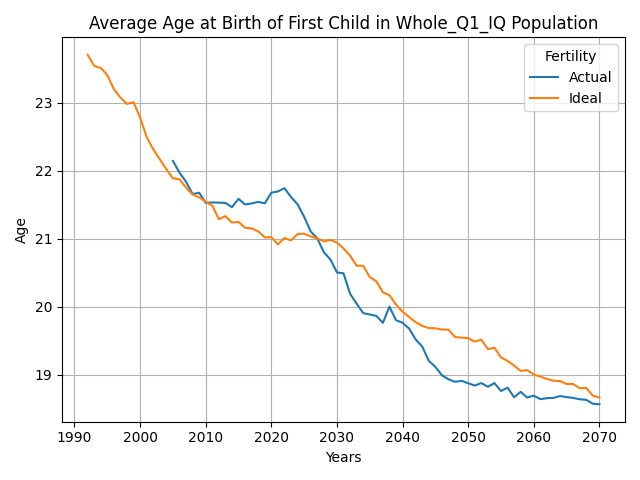 Average Age at Birth of First Child in Whole_Q1_IQ Population
Fertility
Actual
Ideal
Age
23
22
21
20
19
1990 2000 2010 2020 2030 2040 2050 2060 2070
Years